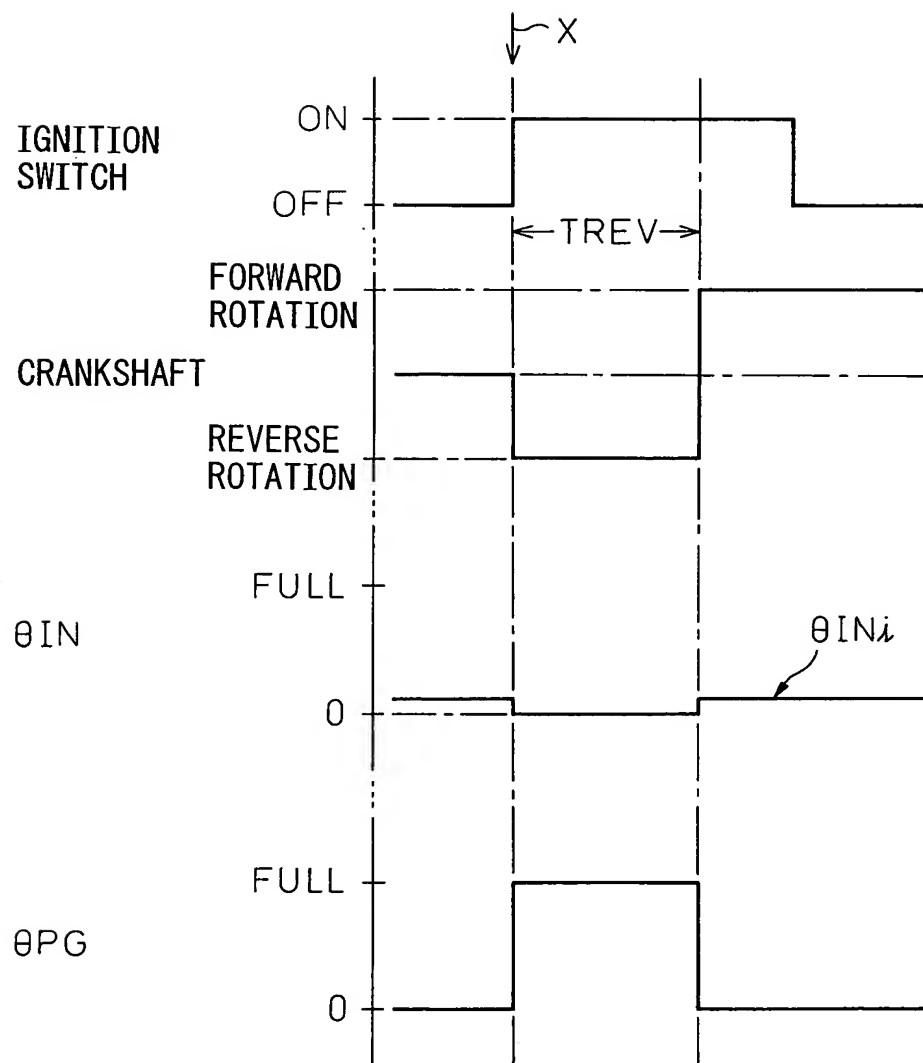 X
IGNITION
SWITCH
ON
OFF
TREV
FORWARD
ROTATION
CRANKSHAFT
REVERSE
ROTATION
FULL
θIN
θINi
0
FULL
θPG
0